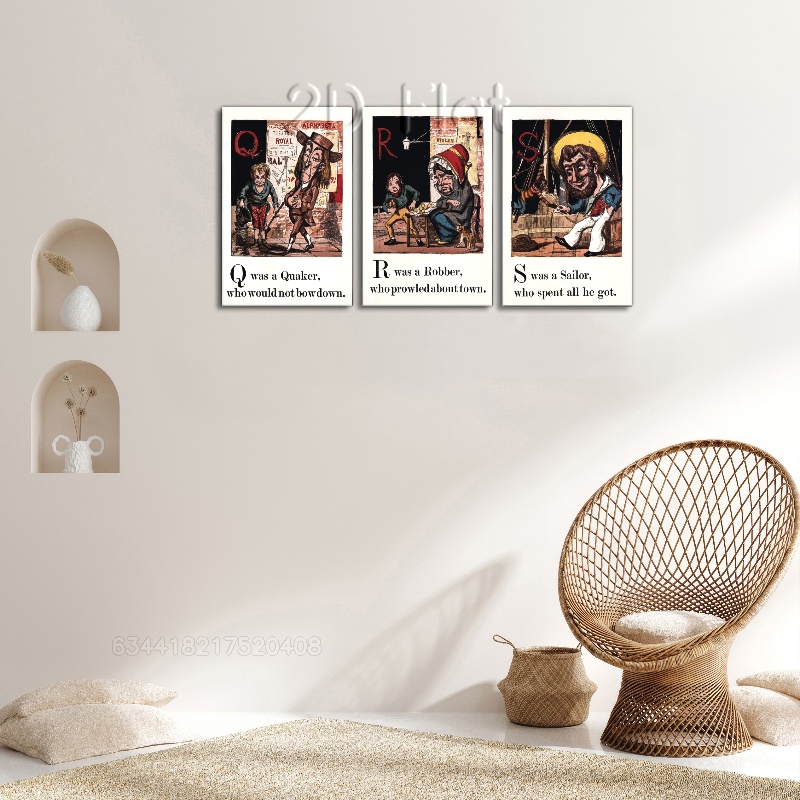 2D Flat
Q
ALPHABETS
ROYAL
Q was a Quaker,
who would not bow down.
R
R was a Robber,
who prowled about town.
S
S was a Sailor,
who spent all he got.
634418217520408